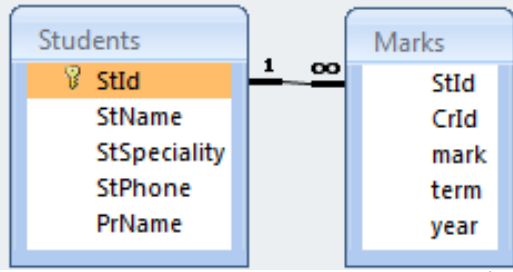 Students
StId
StName
StSpeciality
StPhone
PrName
1 ∞
Marks
StId
CrId
mark
term
year